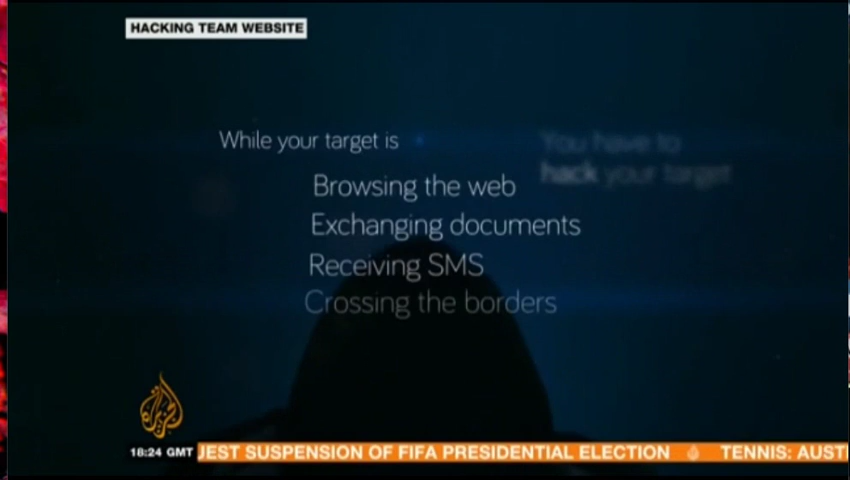 HACKING TEAM WEBSITE
While your target is
You have to
hack your target
Browsing the web
Exchanging documents
Receiving SMS
Crossing the borders
الجزيرة
18:24 GMT
JEST SUSPENSION OF FIFA PRESIDENTIAL ELECTION
TENNIS: AUST